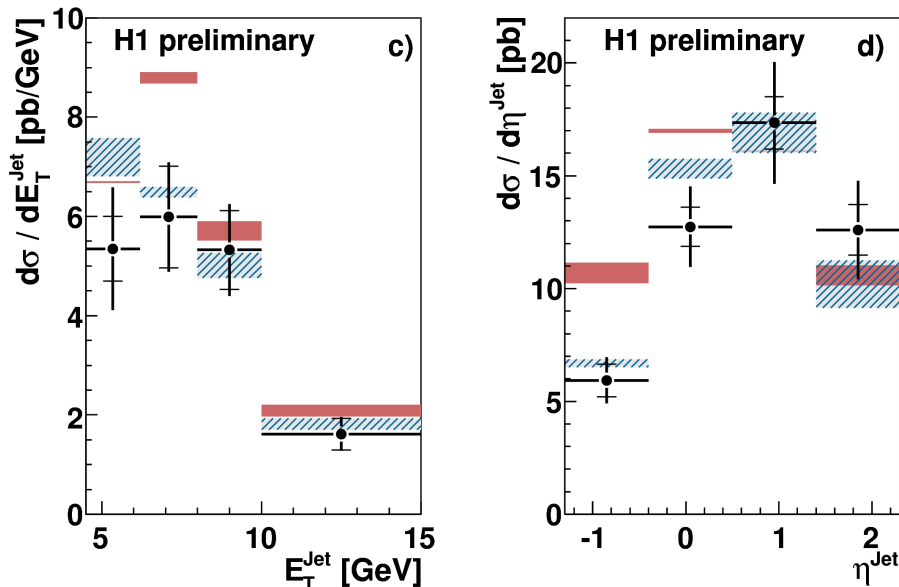 H1 preliminary
c)
dσ / dE_T^Jet [pb/GeV]
10
8
6
4
2
0
5
10
15
E_T^Jet [GeV]
H1 preliminary
d)
dσ / dη^Jet [pb]
20
15
10
5
0
-1
0
1
2
η^Jet